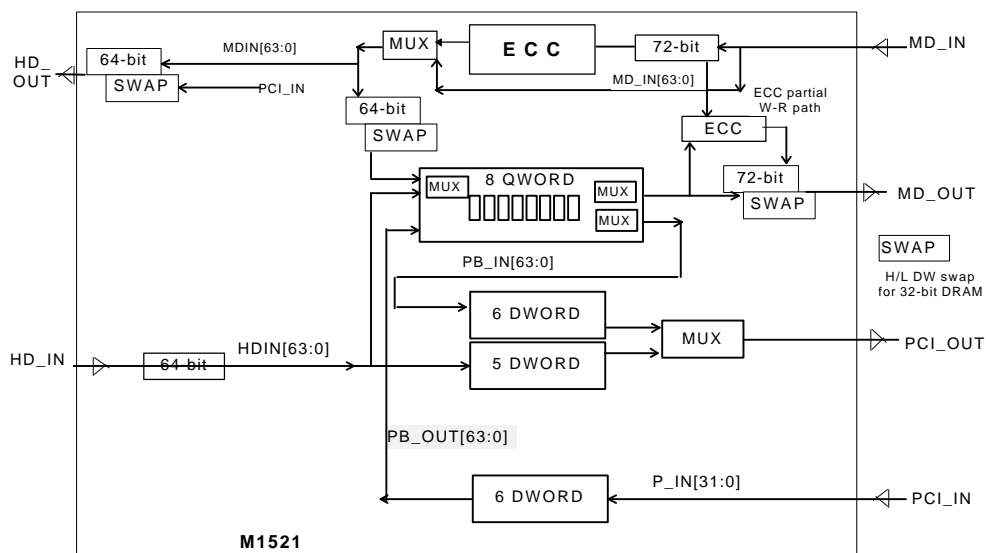 MDIN[63:0]
MUX
E C C
72-bit
MD_IN
HD_
OUT
64-bit
SWAP
PCI_IN
MD_IN[63:0]
ECC partial
W-R path
64-bit
SWAP
ECC
MUX
8 QWORD
MUX
MUX
72-bit
SWAP
MD_OUT
SWAP
H/L DW swap
for 32-bit DRAM
PB_IN[63:0]
6 DWORD
MUX
PCI_OUT
HD_IN
64-bit
HDIN[63:0]
5 DWORD
PB_OUT[63:0]
6 DWORD
P_IN[31:0]
PCI_IN
M1521